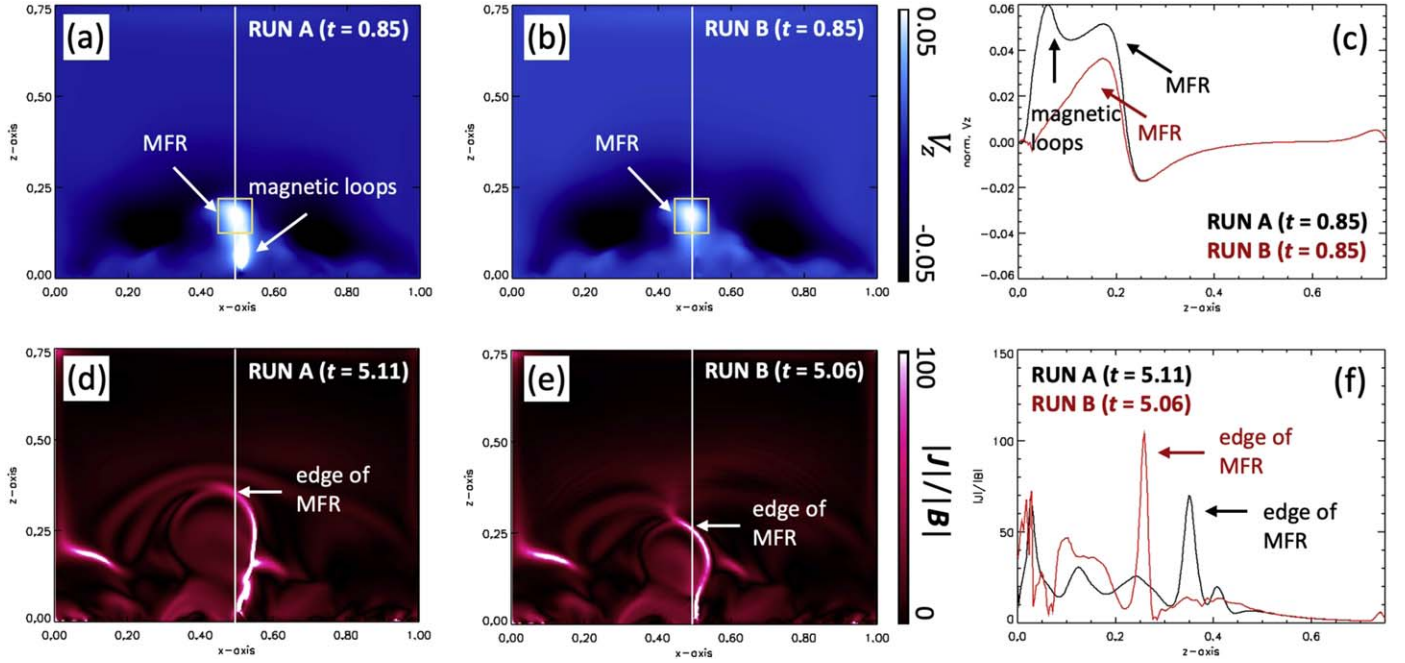 (a)
RUN A (t = 0.85)
MFR
magnetic loops
z-axis
0.75
0.50
0.25
0.00
0.00 0.20 0.40 0.60 0.80 1.00
x-axis
(b)
RUN B (t = 0.85)
MFR
z-axis
0.75
0.50
0.25
0.00
0.00 0.20 0.40 0.60 0.80 1.00
x-axis
0.05
Vz
-0.05
(c)
MFR
magnetic
loops
MFR
RUN A (t = 0.85)
RUN B (t = 0.85)
norm. Vz
0.06
0.04
0.02
0.00
-0.02
-0.04
-0.06
0.0 0.2 0.4 0.6
z-axis
(d)
RUN A (t = 5.11)
edge of
MFR
z-axis
0.75
0.50
0.25
0.00
0.00 0.20 0.40 0.60 0.80 1.00
x-axis
(e)
RUN B (t = 5.06)
edge of
MFR
z-axis
0.75
0.50
0.25
0.00
0.00 0.20 0.40 0.60 0.80 1.00
x-axis
100
|J|/|B|
0
(f)
RUN A (t = 5.11)
RUN B (t = 5.06)
edge of
MFR
edge of
MFR
|J|/|B|
150
100
50
0
0.0 0.2 0.4 0.6
z-axis